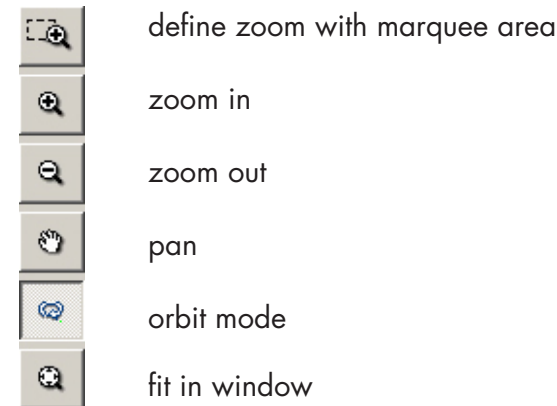 define zoom with marquee area
zoom in
zoom out
pan
orbit mode
fit in window